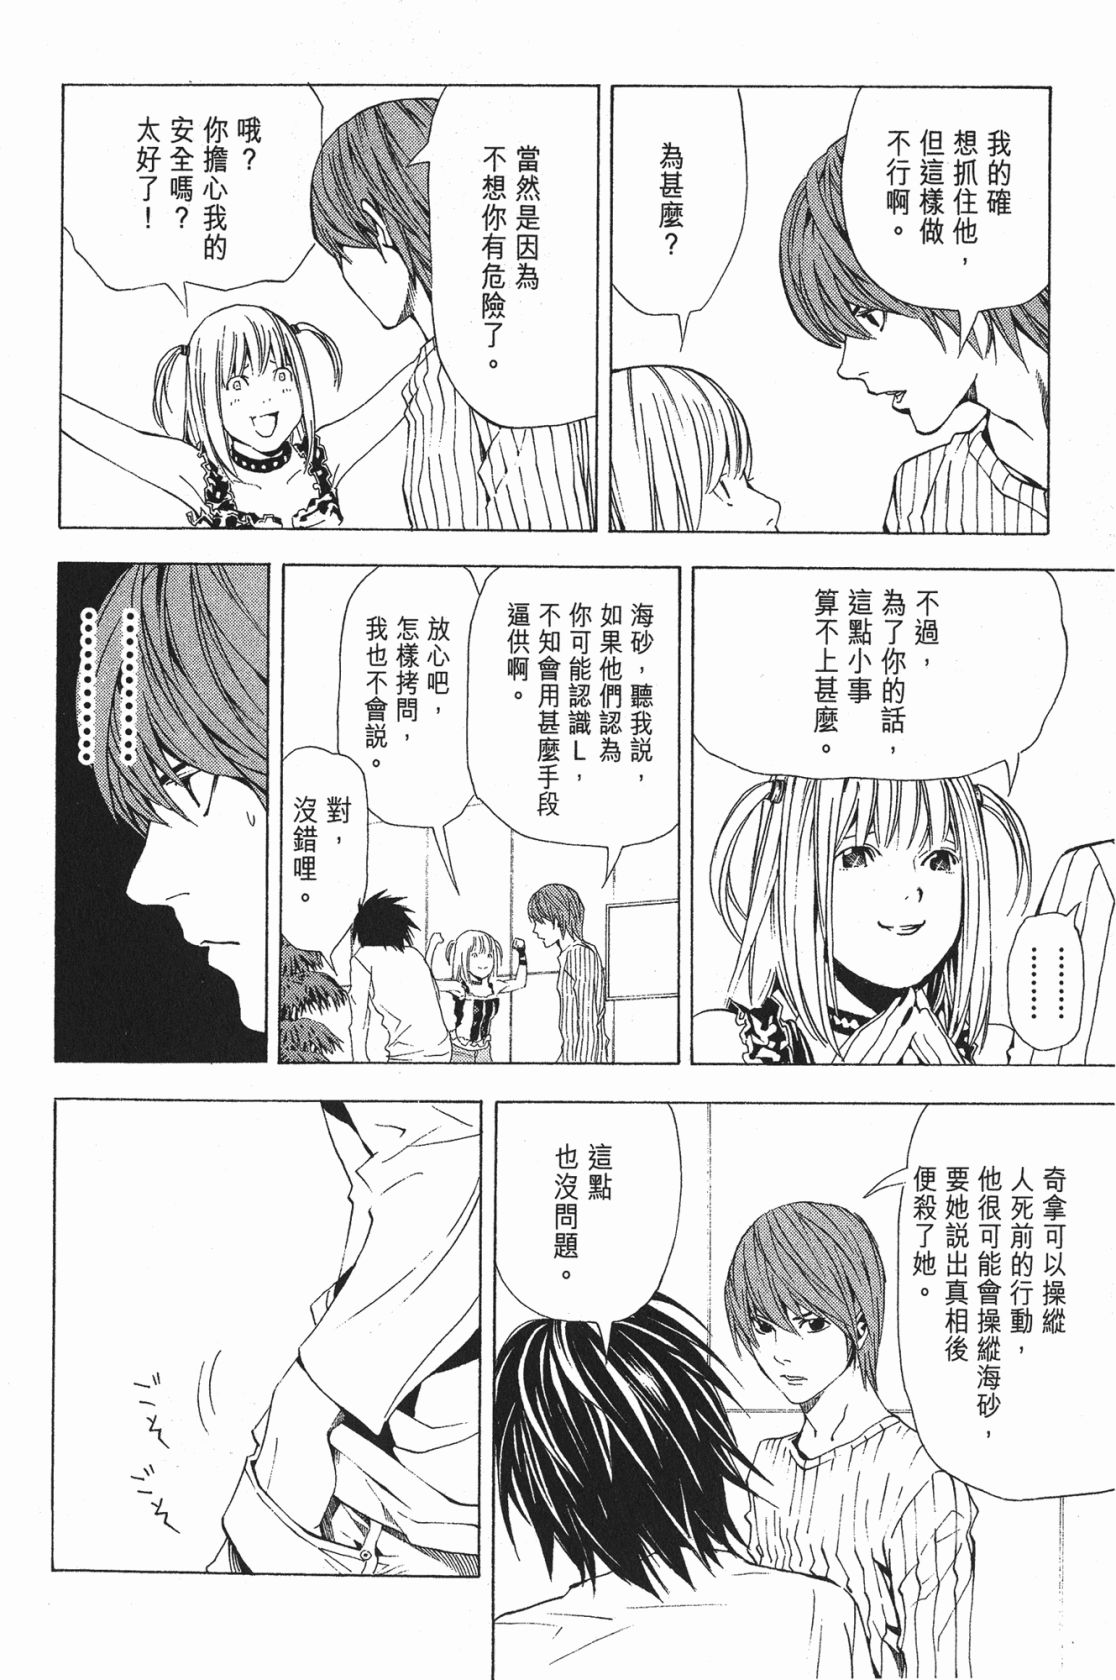 我的確
想抓住他，
但這樣做
不行啊。
為甚麼？
當然是因為
不想你有危險了。
哦？
你擔心我的
安全嗎？
太好了！
不過，
為了你的話，
這點小事
算不上甚麼。
…………
海砂，聽我説，
如果他們認為
你可能認識L，
不知會用甚麼手段
逼供啊。
放心吧，
怎樣拷問，
我也不會説。
對，
沒錯哩。
…………
奇拿可以操縱
人死前的行動，
他很可能會操縱海砂，
要她説出真相後
便殺了她。
這點
也沒問題。